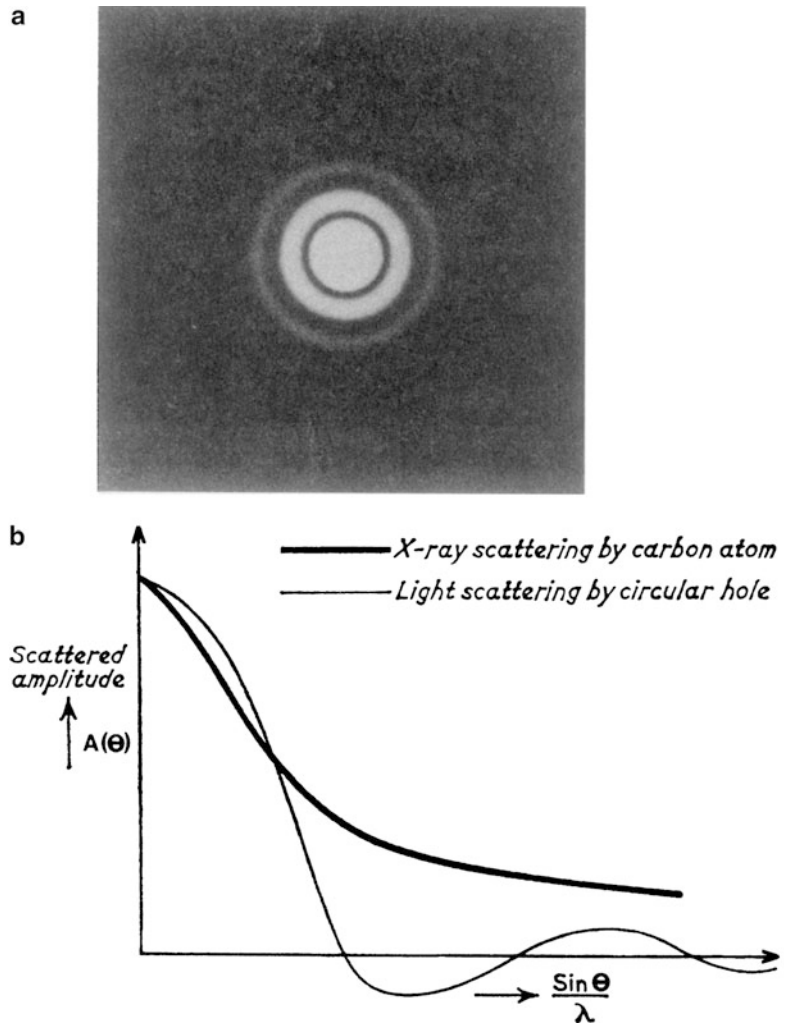 a
b
X-ray scattering by carbon atom
Light scattering by circular hole
Scattered
amplitude
A(Θ)
Sin Θ
λ